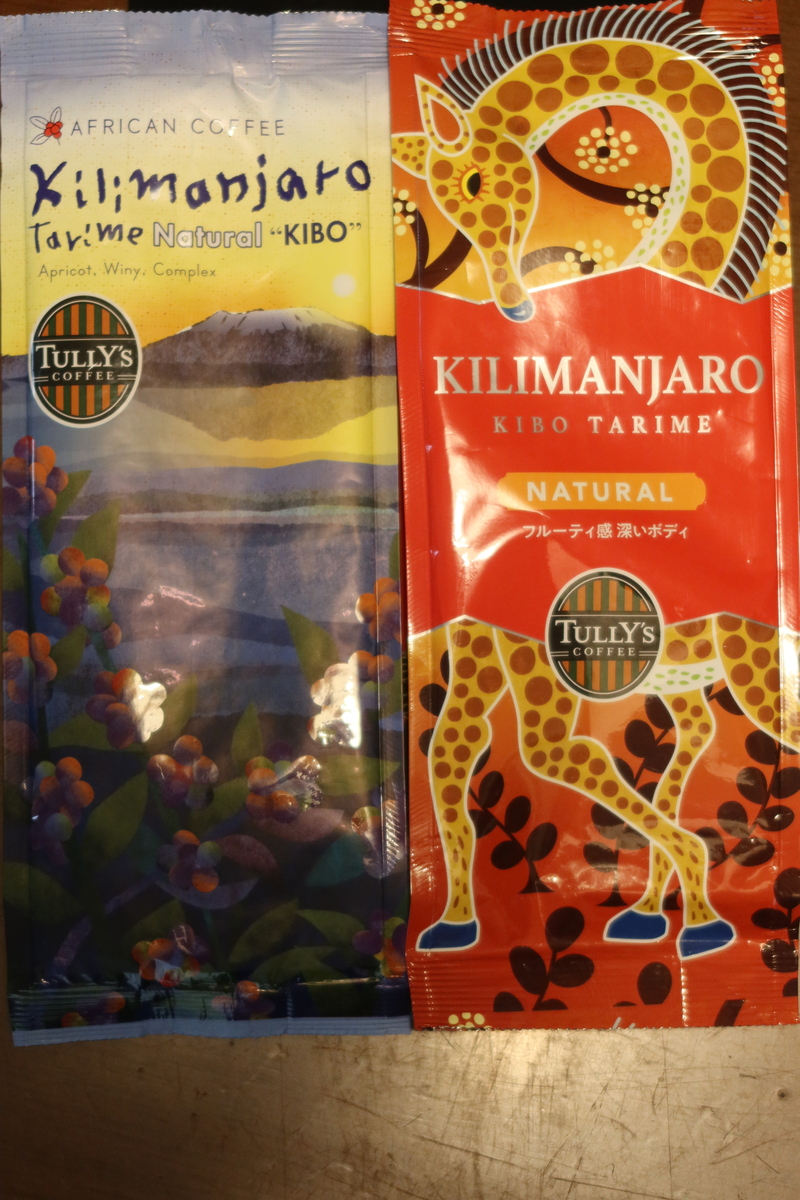 AFRICAN COFFEE
Kilimanjaro
Tarime Natural "KIBO"
Apricot, Winy, Complex
TULLY'S
COFFEE
KILIMANJARO
KIBO TARIME
NATURAL
フルーティ感 深いボディ
TULLY'S
COFFEE